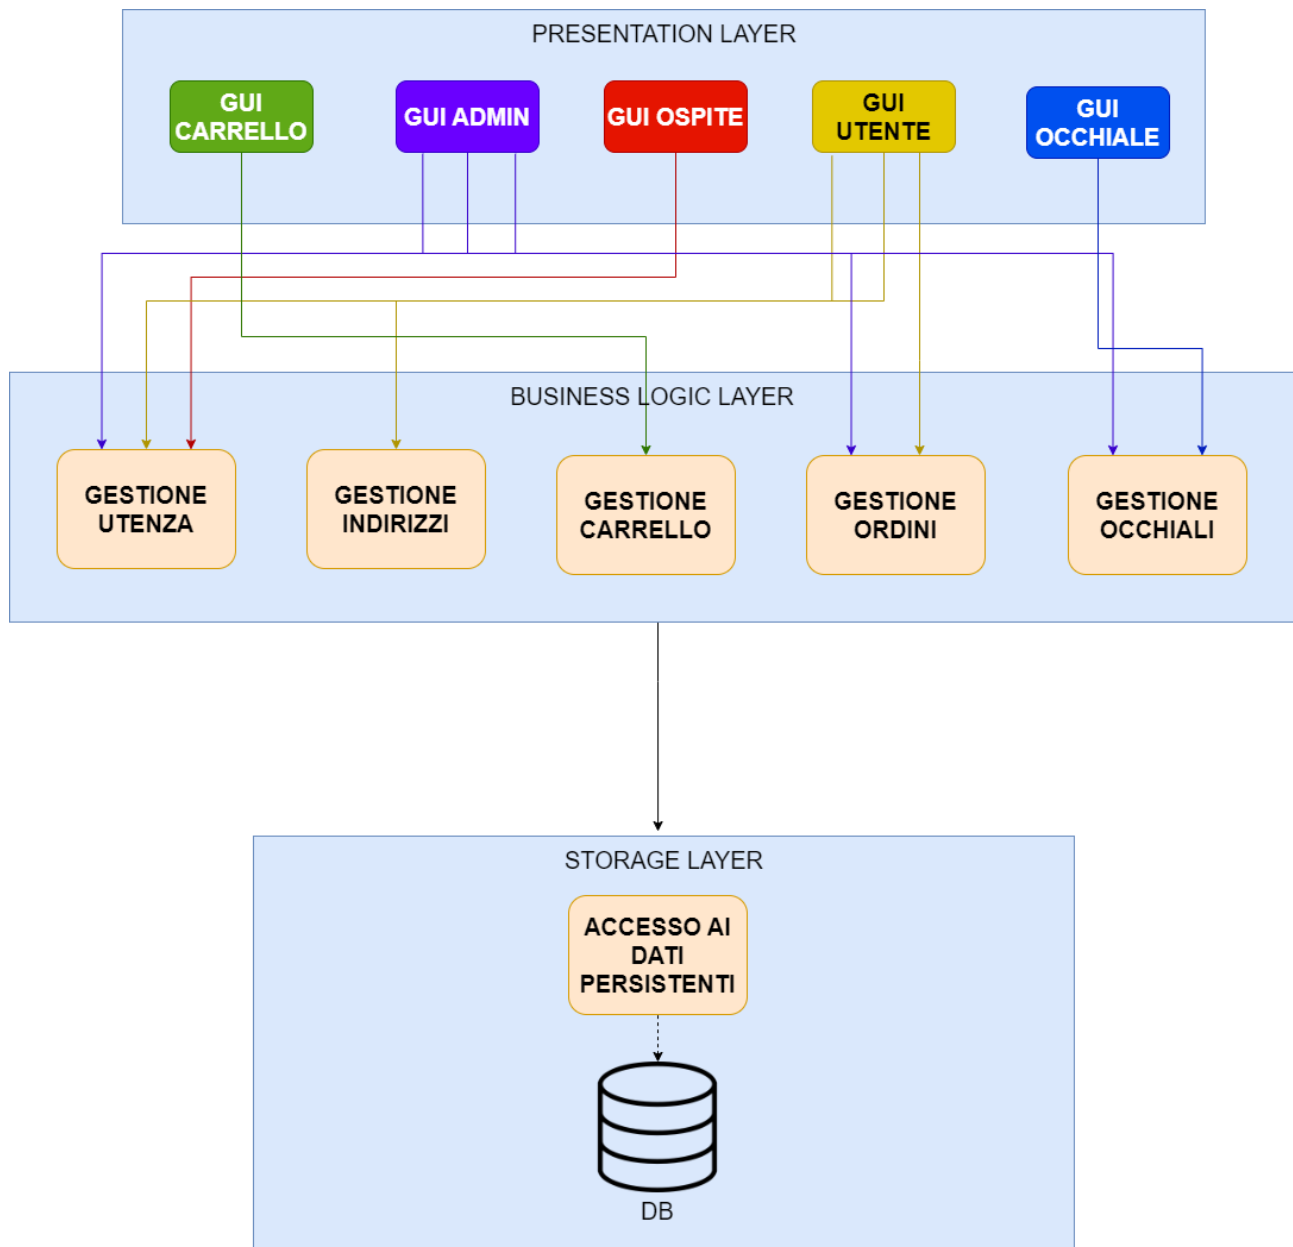 PRESENTATION LAYER
GUI
CARRELLO
GUI ADMIN
GUI OSPITE
GUI
UTENTE
GUI
OCCHIALE
BUSINESS LOGIC LAYER
GESTIONE
UTENZA
GESTIONE
INDIRIZZI
GESTIONE
CARRELLO
GESTIONE
ORDINI
GESTIONE
OCCHIALI
STORAGE LAYER
ACCESSO AI
DATI
PERSISTENTI
DB